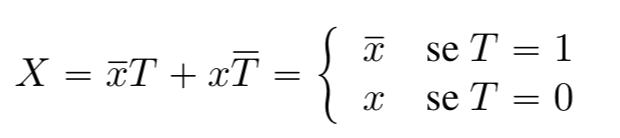 X = x̅T + xT̅ = { x̅ se T = 1
x se T = 0